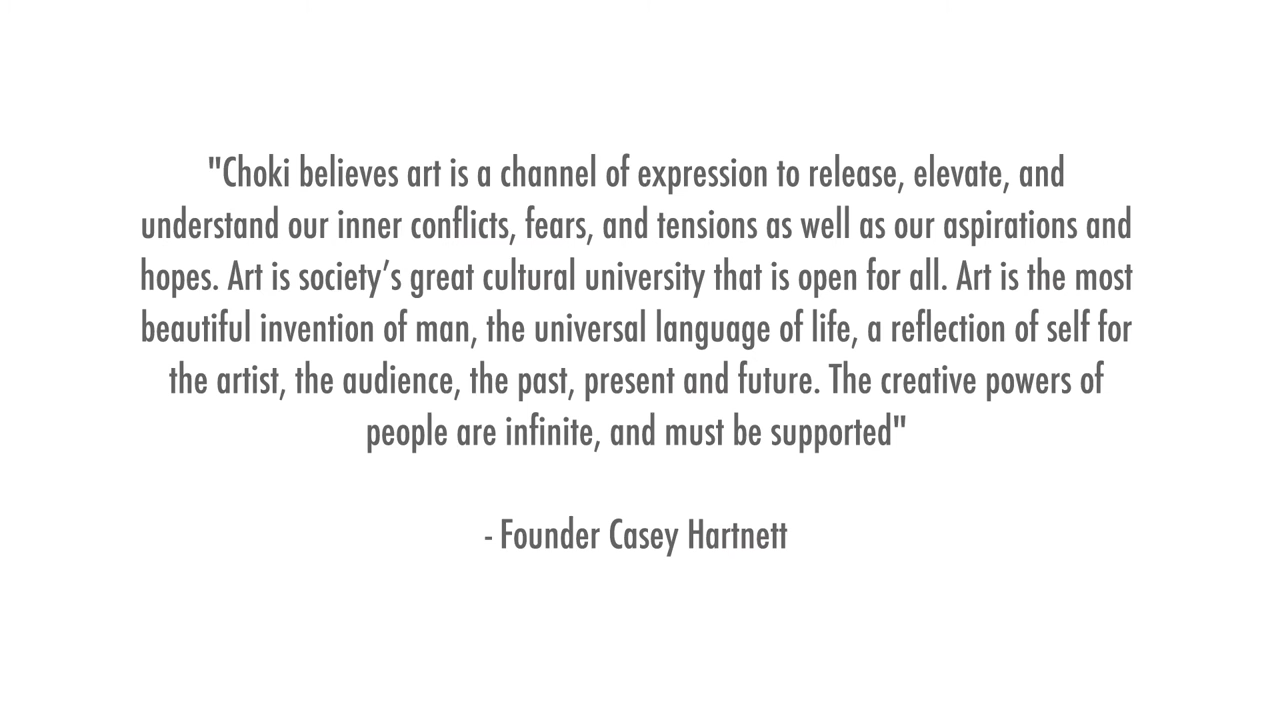 "Choki believes art is a channel of expression to release, elevate, and
understand our inner conflicts, fears, and tensions as well as our aspirations and
hopes. Art is society’s great cultural university that is open for all. Art is the most
beautiful invention of man, the universal language of life, a reflection of self for
the artist, the audience, the past, present and future. The creative powers of
people are infinite, and must be supported"
- Founder Casey Hartnett